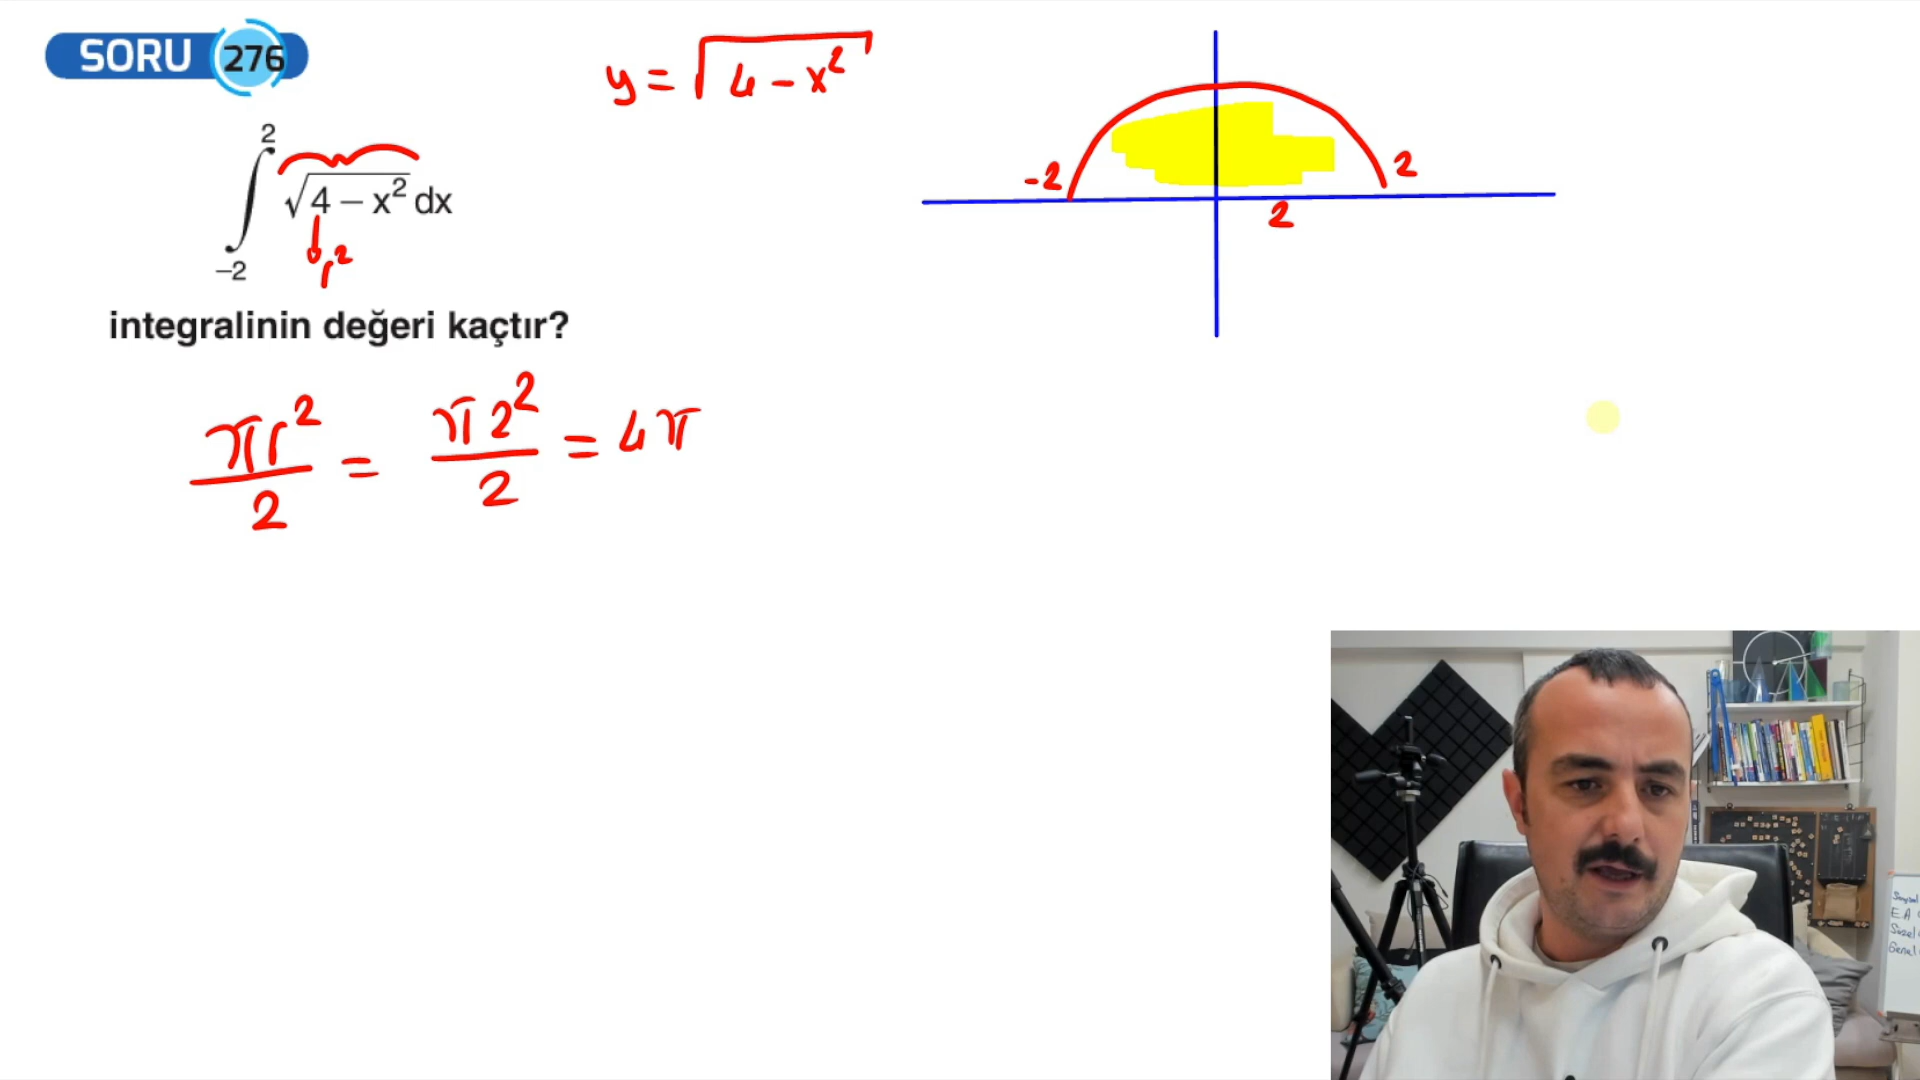 SORU 276
y = √4 - x²
∫ 2 -2 √4 – x² dx
r²
-2 2
2
integralinin değeri kaçtır?
πr²/2 = π2²/2 = 4π
EA